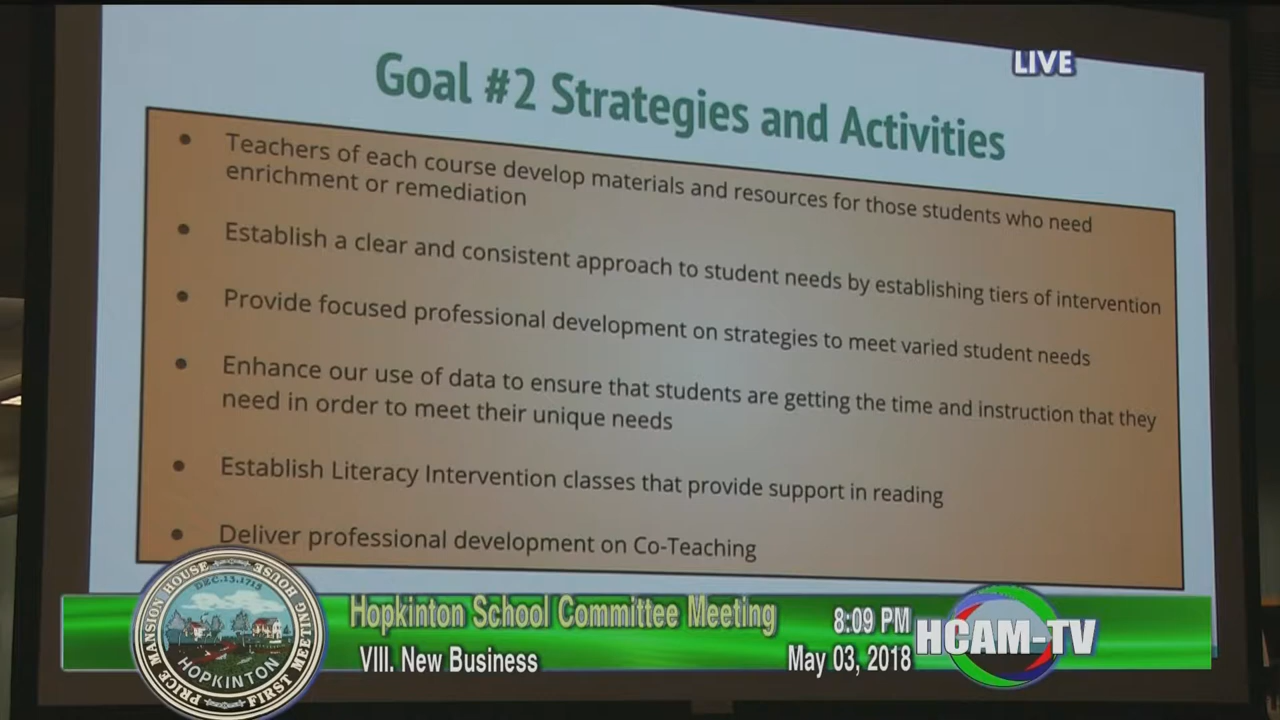 LIVE
Goal #2 Strategies and Activities
• Teachers of each course develop materials and resources for those students who need
enrichment or remediation
• Establish a clear and consistent approach to student needs by establishing tiers of intervention
• Provide focused professional development on strategies to meet varied student needs
• Enhance our use of data to ensure that students are getting the time and instruction that they
need in order to meet their unique needs
• Establish Literacy Intervention classes that provide support in reading
• Deliver professional development on Co-Teaching
PRICE MANSION HOUSE
FIRST MEETING HOUSE
DEC.13.1715
HOPKINTON
Hopkinton School Committee Meeting
8:09 PM
VIII. New Business
May 03, 2018
HCAM-TV